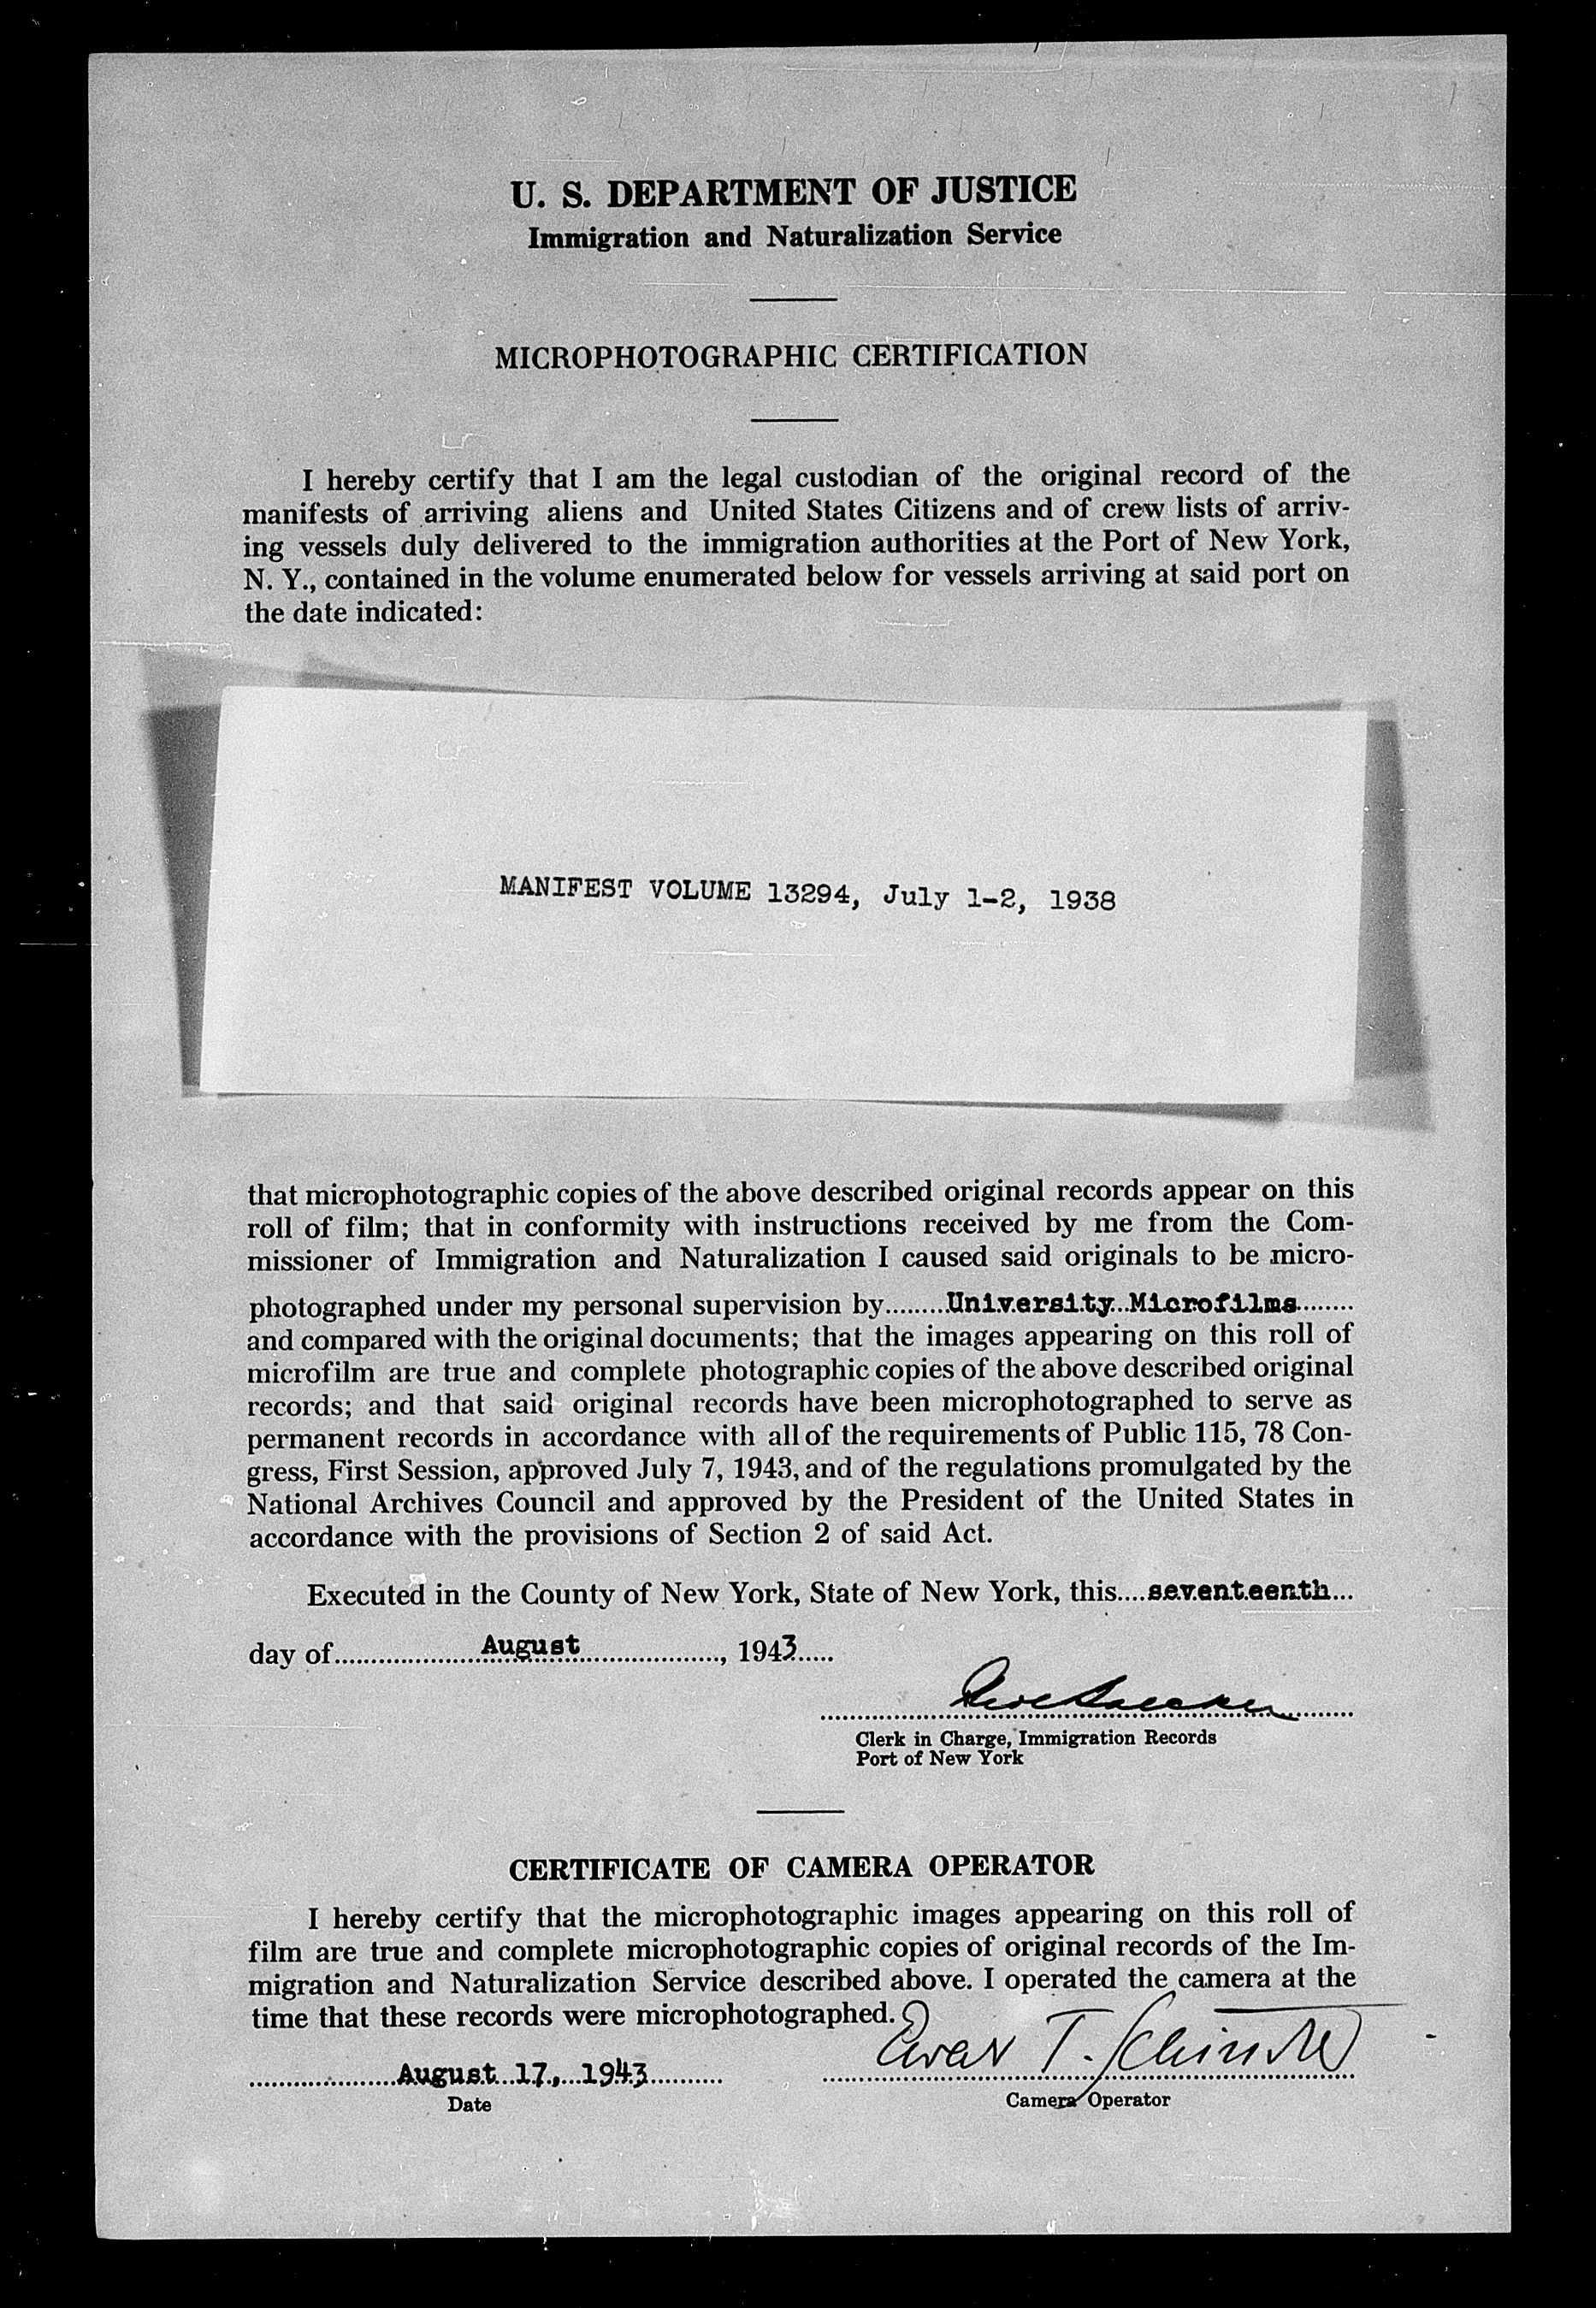 U. S. DEPARTMENT OF JUSTICE
Immigration and Naturalization Service
MICROPHOTOGRAPHIC CERTIFICATION
I hereby certify that I am the legal custodian of the original record of the
manifests of arriving aliens and United States Citizens and of crew lists of arriv-
ing vessels duly delivered to the immigration authorities at the Port of New York,
N. Y., contained in the volume enumerated below for vessels arriving at said port on
the date indicated:
MANIFEST VOLUME 13294, July 1-2, 1938
that microphotographic copies of the above described original records appear on this
roll of film; that in conformity with instructions received by me from the Com-
missioner of Immigration and Naturalization I caused said originals to be micro-
photographed under my personal supervision by........University Microfilms........
and compared with the original documents; that the images appearing on this roll of
microfilm are true and complete photographic copies of the above described original
records; and that said original records have been microphotographed to serve as
permanent records in accordance with all of the requirements of Public 115, 78 Con-
gress, First Session, approved July 7, 1943, and of the regulations promulgated by the
National Archives Council and approved by the President of the United States in
accordance with the provisions of Section 2 of said Act.
Executed in the County of New York, State of New York, this....seventeenth...
day of....................August...................., 1943.....
Clerk in Charge, Immigration Records
Port of New York
CERTIFICATE OF CAMERA OPERATOR
I hereby certify that the microphotographic images appearing on this roll of
film are true and complete microphotographic copies of original records of the Im-
migration and Naturalization Service described above. I operated the camera at the
time that these records were microphotographed.
T.
....................August 17, 1943..........
Date
Camera Operator